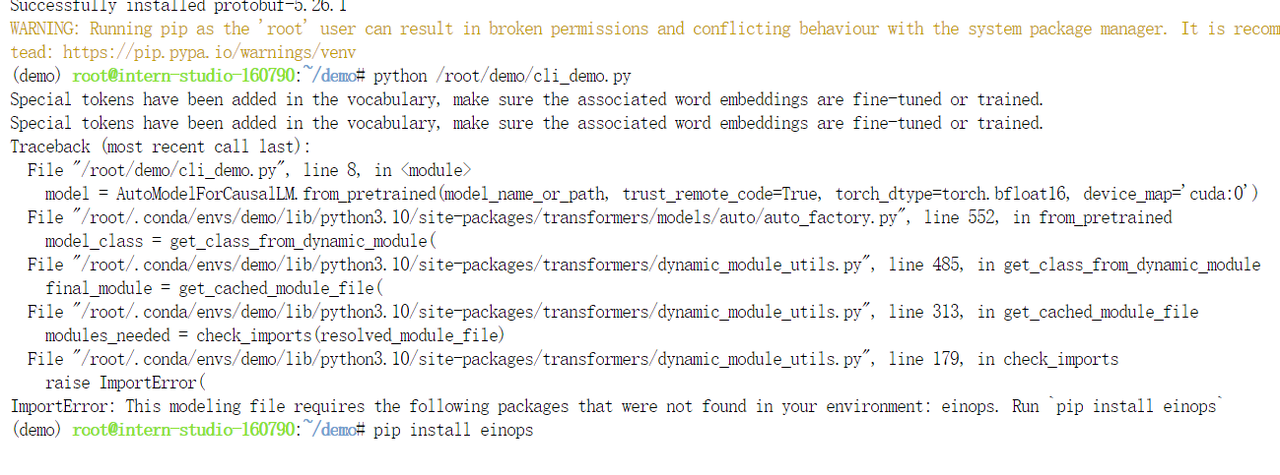 Successfully installed protobuf-5.26.1
WARNING: Running pip as the 'root' user can result in broken permissions and conflicting behaviour with the system package manager. It is recom
tead: https://pip.pypa.io/warnings/venv
(demo) root@intern-studio-160790:~/demo# python /root/demo/cli_demo.py
Special tokens have been added in the vocabulary, make sure the associated word embeddings are fine-tuned or trained.
Special tokens have been added in the vocabulary, make sure the associated word embeddings are fine-tuned or trained.
Traceback (most recent call last):
  File "/root/demo/cli_demo.py", line 8, in <module>
    model = AutoModelForCausalLM.from_pretrained(model_name_or_path, trust_remote_code=True, torch_dtype=torch.bfloat16, device_map='cuda:0')
  File "/root/.conda/envs/demo/lib/python3.10/site-packages/transformers/models/auto/auto_factory.py", line 552, in from_pretrained
    model_class = get_class_from_dynamic_module(
  File "/root/.conda/envs/demo/lib/python3.10/site-packages/transformers/dynamic_module_utils.py", line 485, in get_class_from_dynamic_module
    final_module = get_cached_module_file(
  File "/root/.conda/envs/demo/lib/python3.10/site-packages/transformers/dynamic_module_utils.py", line 313, in get_cached_module_file
    modules_needed = check_imports(resolved_module_file)
  File "/root/.conda/envs/demo/lib/python3.10/site-packages/transformers/dynamic_module_utils.py", line 179, in check_imports
    raise ImportError(
ImportError: This modeling file requires the following packages that were not found in your environment: einops. Run `pip install einops`
(demo) root@intern-studio-160790:~/demo# pip install einops